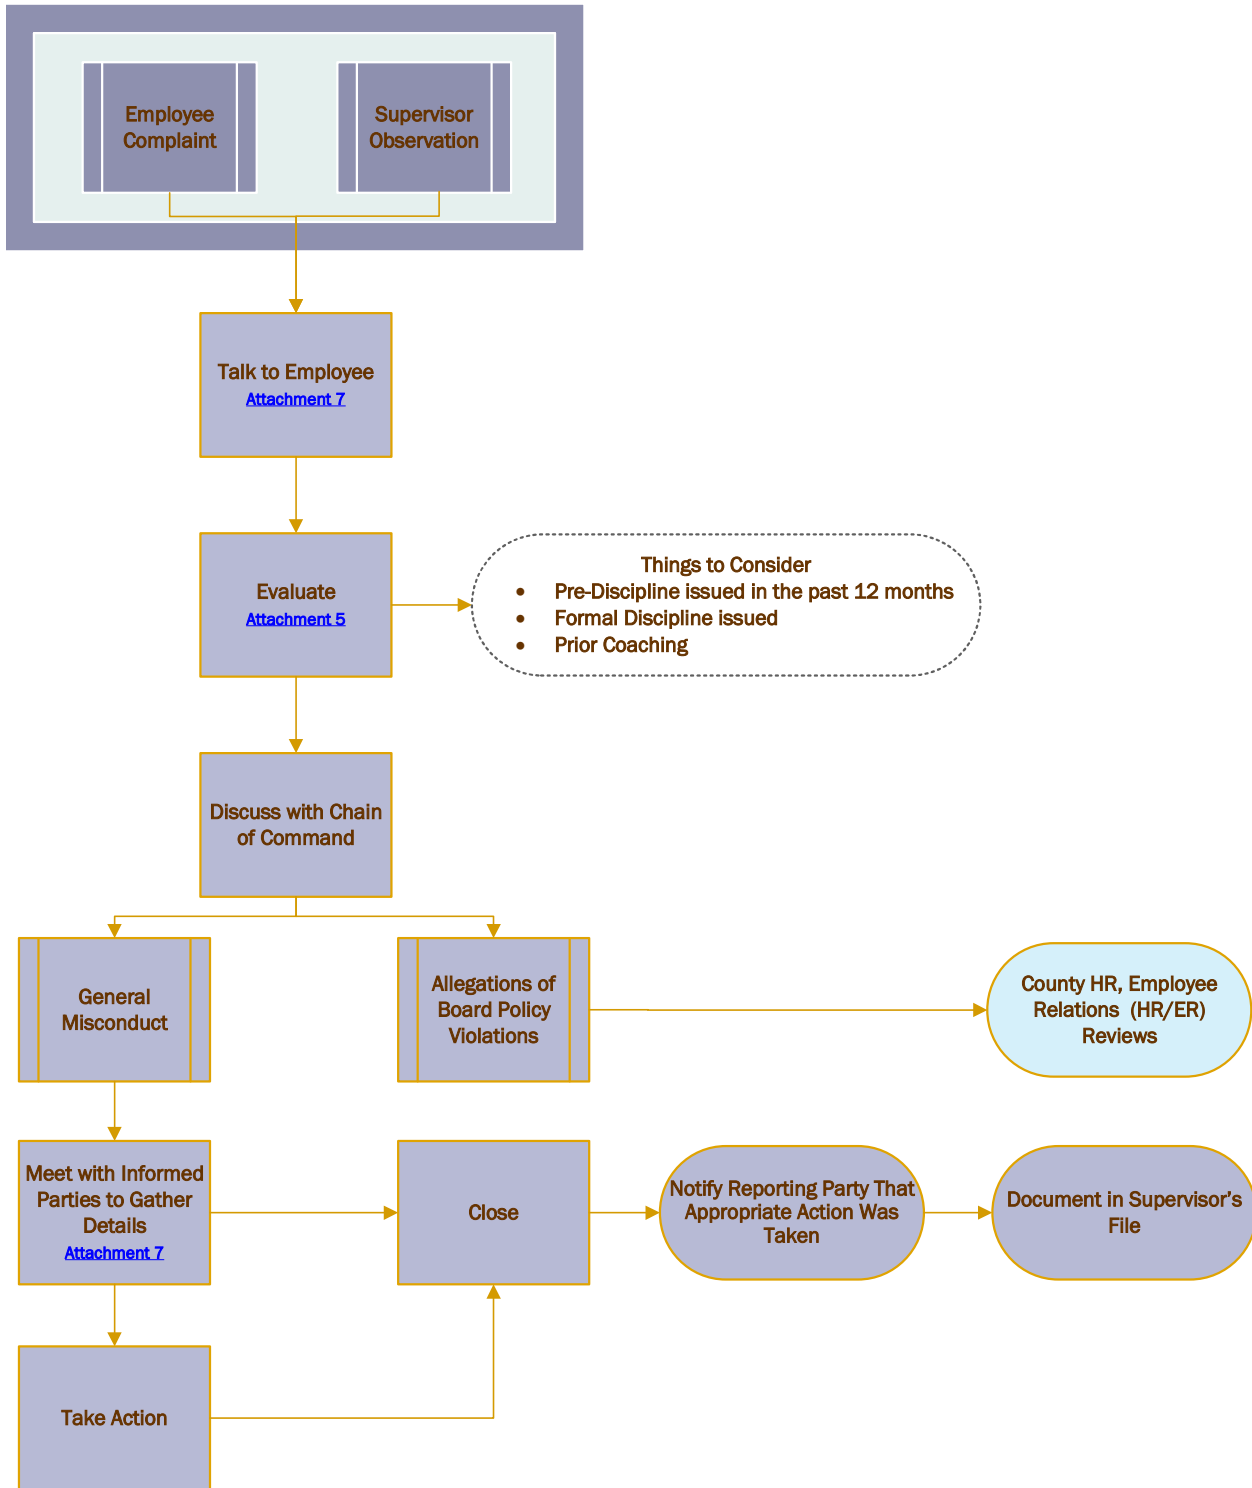 Employee
Complaint
Supervisor
Observation
Talk to Employee
Attachment 7
Evaluate
Attachment 5
Things to Consider
• Pre-Discipline issued in the past 12 months
• Formal Discipline issued
• Prior Coaching
Discuss with Chain
of Command
General
Misconduct
Allegations of
Board Policy
Violations
County HR, Employee
Relations (HR/ER)
Reviews
Meet with Informed
Parties to Gather
Details
Attachment 7
Close
Notify Reporting Party That
Appropriate Action Was
Taken
Document in Supervisor's
File
Take Action